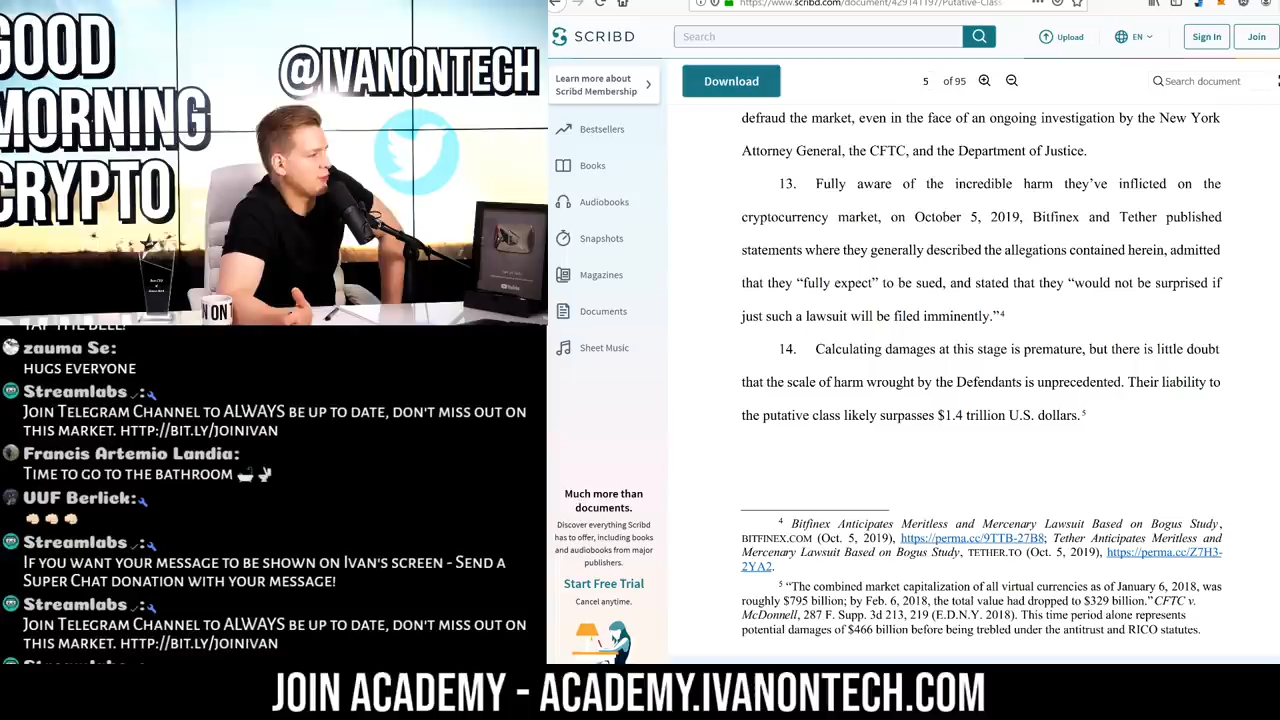 GOOD
MORNING
CRYPTO
@IVANONTECH
ON
TAP THE BELL!
zauma Se:
HUGS EVERYONE
Streamlabs:
JOIN TELEGRAM CHANNEL TO ALWAYS BE UP TO DATE, DON'T MISS OUT ON
THIS MARKET. HTTP://BIT.LY/JOINIVAN
Francis Artemio Landia:
TIME TO GO TO THE BATHROOM 🛁🚽
UUF Berlick:
👊🏻👊🏻👊🏻
Streamlabs:
IF YOU WANT YOUR MESSAGE TO BE SHOWN ON IVAN'S SCREEN - SEND A
SUPER CHAT DONATION WITH YOUR MESSAGE!
Streamlabs:
JOIN TELEGRAM CHANNEL TO ALWAYS BE UP TO DATE, DON'T MISS OUT ON
THIS MARKET. HTTP://BIT.LY/JOINIVAN
https://www.scribd.com/document/429141197/Putative-Class-
SCRIBD
Search
Upload
EN
Sign In
Join
Learn more about
Scribd Membership
Download
5 of 95
Search document
Bestsellers
Books
Audiobooks
Snapshots
Magazines
Documents
Sheet Music
Much more than
documents.
Discover everything Scribd
has to offer, including books
and audiobooks from major
publishers.
Start Free Trial
Cancel anytime.
defraud the market, even in the face of an ongoing investigation by the New York
Attorney General, the CFTC, and the Department of Justice.
13. Fully aware of the incredible harm they've inflicted on the
cryptocurrency market, on October 5, 2019, Bitfinex and Tether published
statements where they generally described the allegations contained herein, admitted
that they “fully expect” to be sued, and stated that they “would not be surprised if
just such a lawsuit will be filed imminently.”4
14. Calculating damages at this stage is premature, but there is little doubt
that the scale of harm wrought by the Defendants is unprecedented. Their liability to
the putative class likely surpasses $1.4 trillion U.S. dollars.5
4 Bitfinex Anticipates Meritless and Mercenary Lawsuit Based on Bogus Study,
BITFINEX.COM (Oct. 5, 2019), https://perma.cc/9TTB-27B8; Tether Anticipates Meritless and
Mercenary Lawsuit Based on Bogus Study, TETHER.TO (Oct. 5, 2019), https://perma.cc/Z7H3-
2YA2.
5 “The combined market capitalization of all virtual currencies as of January 6, 2018, was
roughly $795 billion; by Feb. 6, 2018, the total value had dropped to $329 billion.” CFTC v.
McDonnell, 287 F. Supp. 3d 213, 219 (E.D.N.Y. 2018). This time period alone represents
potential damages of $466 billion before being trebled under the antitrust and RICO statutes.
JOIN ACADEMY - ACADEMY.IVANONTECH.COM